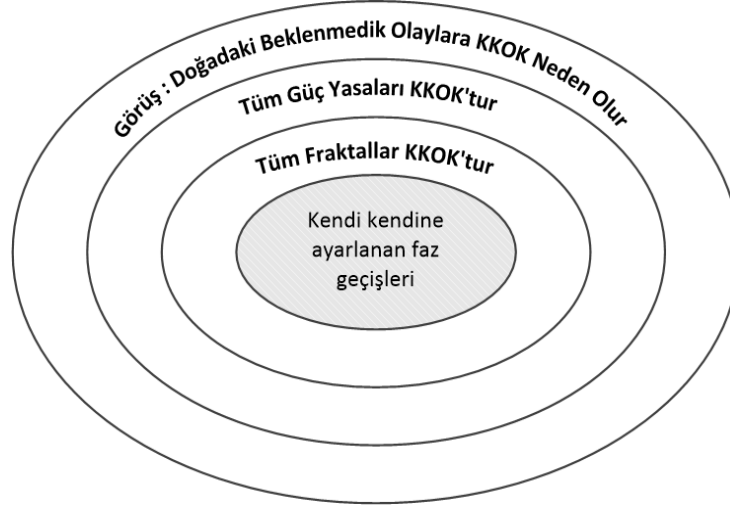 Görüş : Doğadaki Beklenmedik Olaylara KKOK Neden Olur
Tüm Güç Yasaları KKOK'tur
Tüm Fraktallar KKOK'tur
Kendi kendine
ayarlanan faz
geçişleri